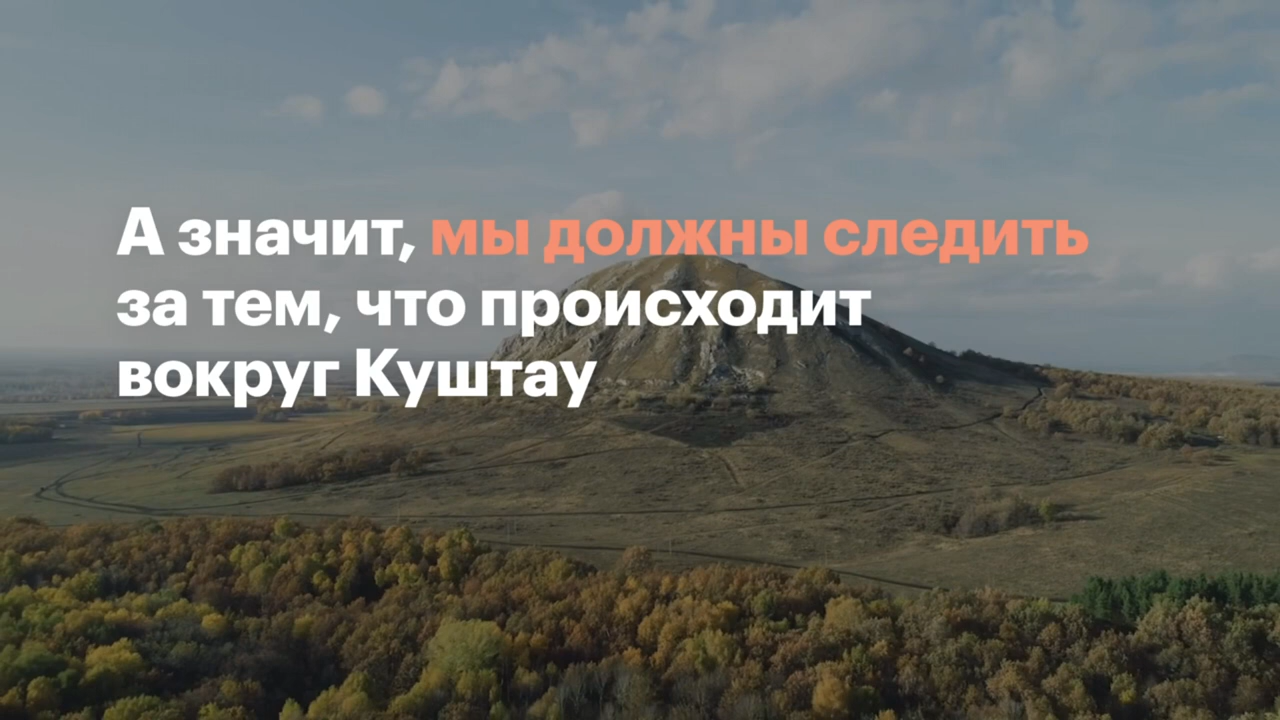 А значит, мы должны следить
за тем, что происходит
вокруг Куштау